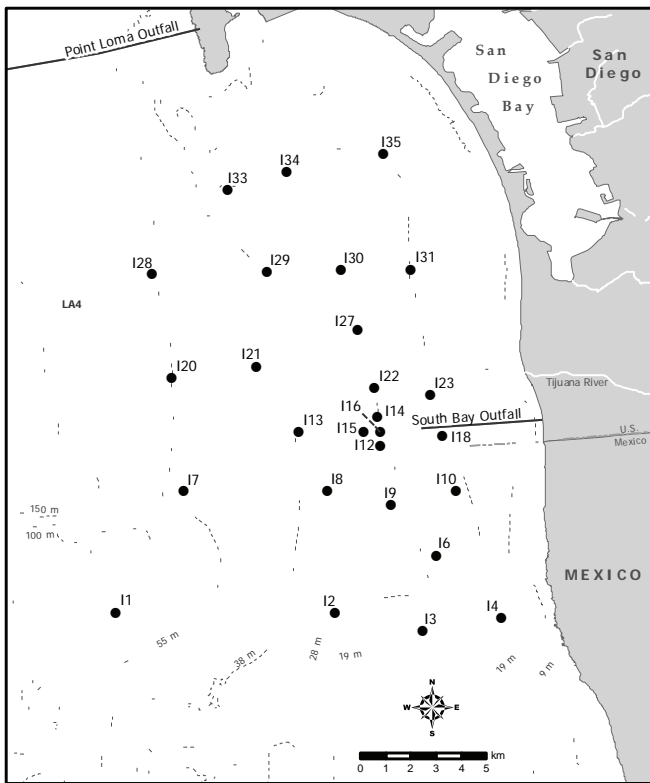 Point Loma Outfall
San
Diego
Bay
San
Diego
I35
I34
I33
I28
I29
I30
I31
LA4
I27
I21
I20
I22
I23
Tijuana River
I16
I14
South Bay Outfall
I13
I15
I18
U.S.
Mexico
I12
I7
I8
I9
I10
150 m
100 m
I6
MEXICO
I1
I2
I3
I4
55 m
38 m
28 m
19 m
19 m
9 m
N
W E
S
km
0 1 2 3 4 5